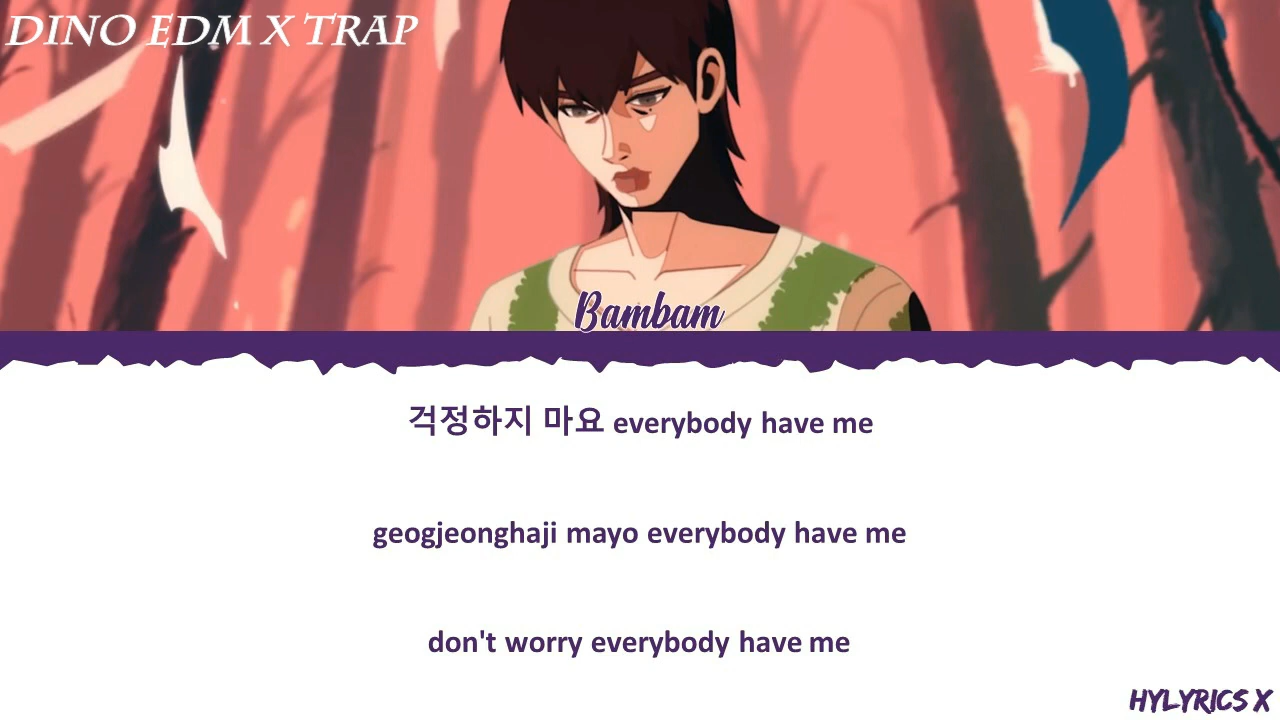 DINO EDM X TRAP
Bambam
걱정하지 마요 everybody have me
geogjeonghaji mayo everybody have me
don't worry everybody have me
HYLYRICS X